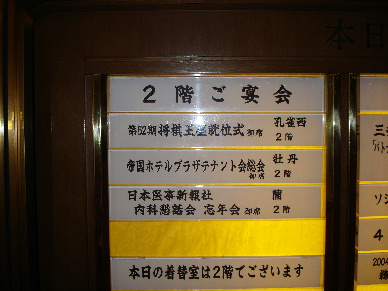 本日
2階ご宴会
第52期将棋王座就位式 御席 孔雀西 2階
帝国ホテルプラザテナント会総会 御席 牡丹 2階
日本医事新報社 蘭
内科懇話会 忘年会 御席 2階
本日の着替室は2階でございます
ソシ
4
2004